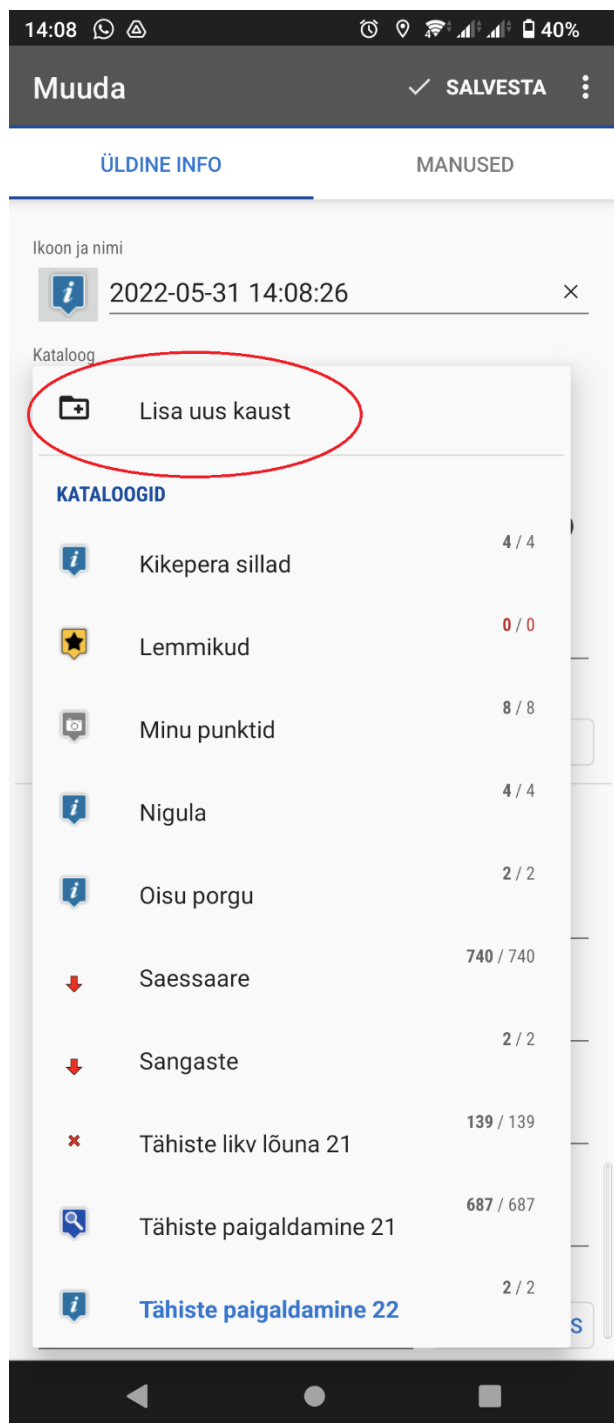 14:08 40%
Muuda SALVESTA
ÜLDINE INFO MANUSED
Ikoon ja nimi
2022-05-31 14:08:26
Kataloog
Lisa uus kaust
KATALOOGID
4 / 4
Kikepera sillad
0 / 0
Lemmikud
8 / 8
Minu punktid
4 / 4
Nigula
2 / 2
Oisu porgu
740 / 740
Saessaare
2 / 2
Sangaste
139 / 139
Tähiste likv lõuna 21
687 / 687
Tähiste paigaldamine 21
2 / 2
Tähiste paigaldamine 22
S